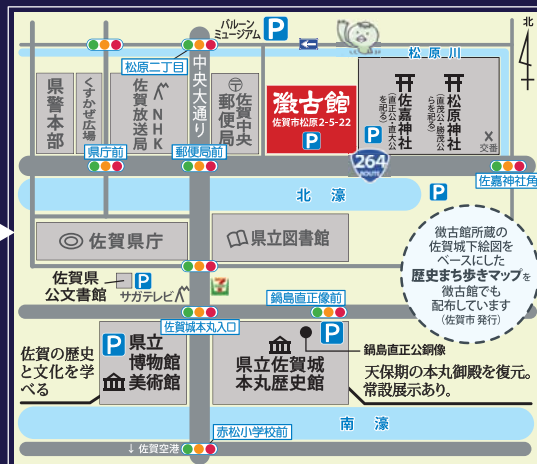 バルーン
ミュージアム
P
北
松原川
松原二丁目
中央大通り
県警本部
くすかぜ広場
佐賀放送局
NHK
佐賀中央
郵便局
徴古館
佐賀市松原2-5-22
P
P
佐嘉神社
(直正公・直大公
を祀る)
松原神社
(直茂公・勝茂公
らを祀る)
交番
県庁前
郵便局前
264
ROUTE
佐嘉神社角
北濠
P
佐賀県庁
県立図書館
徴古館所蔵の
佐賀城下絵図を
ベースにした
歴史まち歩きマップを
徴古館でも
配布しています
(佐賀市 発行)
佐賀県
公文書館
P
サガテレビ
7
鍋島直正像前
佐賀城本丸入口
P
県立
博物館
美術館
P
県立佐賀城
本丸歴史館
鍋島直正公銅像
佐賀の歴史
と文化を学
べる
天保期の本丸御殿を復元。
常設展示あり。
南濠
赤松小学校前
↓佐賀空港